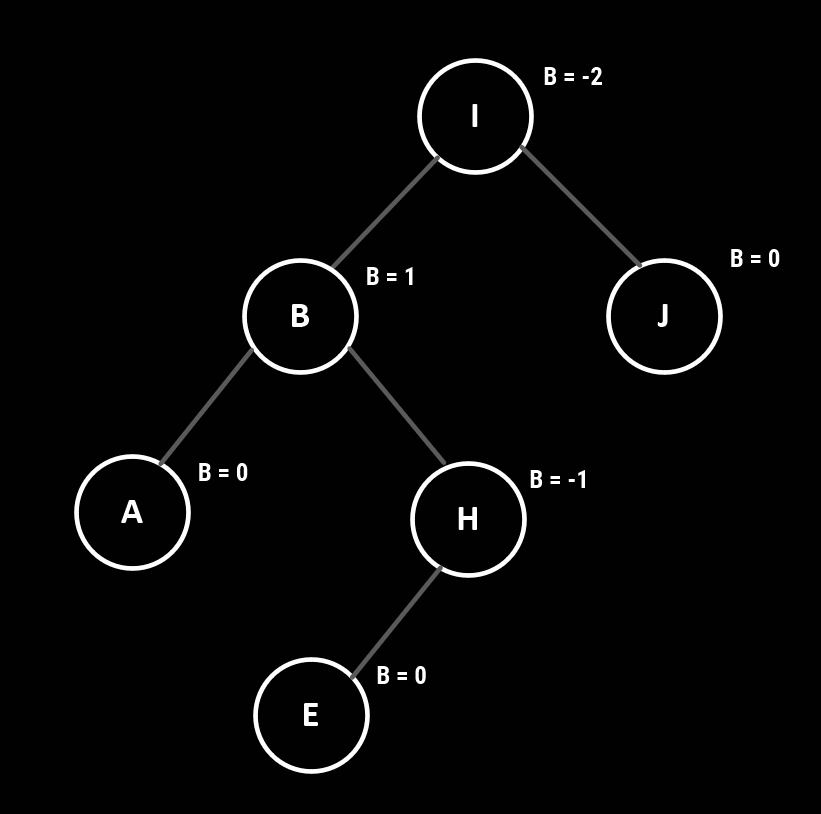 I
B = -2
B
B = 1
J
B = 0
A
B = 0
H
B = -1
E
B = 0